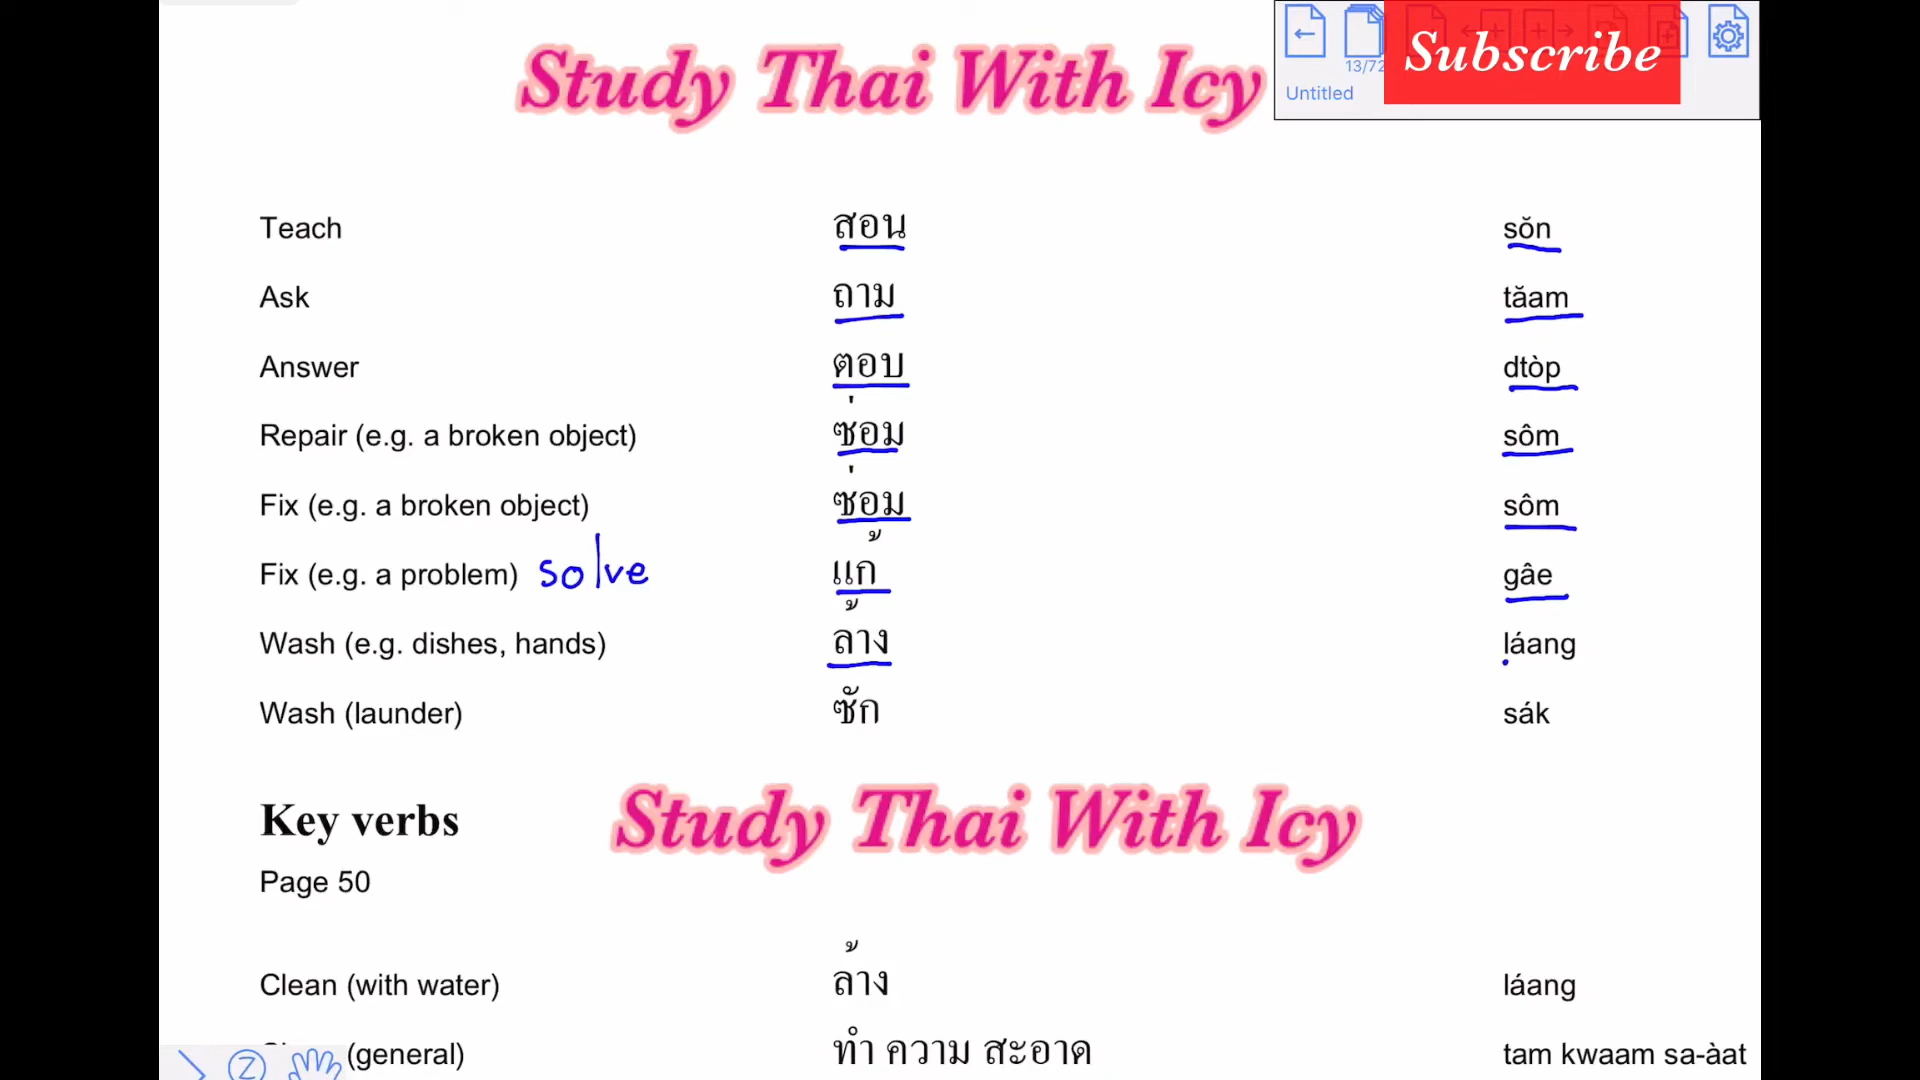 Study Thai With Icy
Subscribe
13/72
Untitled
Teach สอน sŏn
Ask ถาม tăam
Answer ตอบ dtòp
Repair (e.g. a broken object) ซ่อม sôm
Fix (e.g. a broken object) ซ่อม sôm
Fix (e.g. a problem) solve แก้ gâe
Wash (e.g. dishes, hands) ล้าง láang
Wash (launder) ซัก sák
Key verbs
Study Thai With Icy
Page 50
Clean (with water) ล้าง láang
(general) ทำ ความ สะอาด tam kwaam sa-àat